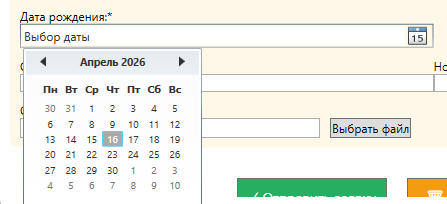 Дата рождения:*
Выбор даты
15
Апрель 2026
Пн Вт Ср Чт Пт Сб Вс
30 31 1 2 3 4 5
6 7 8 9 10 11 12
13 14 15 16 17 18 19
20 21 22 23 24 25 26
27 28 29 30 1 2 3
4 5 6 7 8 9 10
Выбрать файл